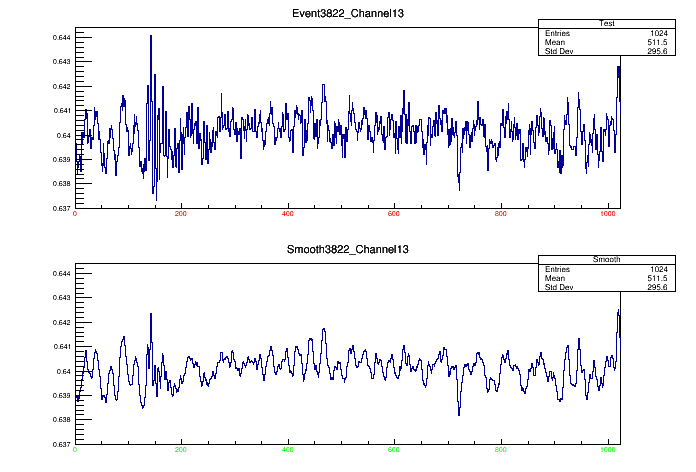 Event3822_Channel13
Test
Entries 1024
Mean 511.5
Std Dev 295.6
0.644
0.643
0.642
0.641
0.64
0.639
0.638
0.637
0 200 400 600 800 1000
Smooth3822_Channel13
Smooth
Entries 1024
Mean 511.5
Std Dev 295.6
0.644
0.643
0.642
0.641
0.64
0.639
0.638
0.637
0 200 400 600 800 1000